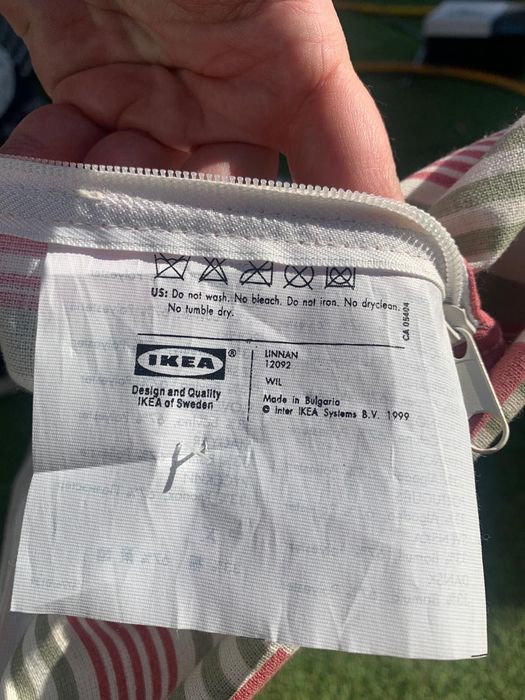 US: Do not wash. No bleach. Do not iron. No dryclean.
No tumble dry.
CA 05404
IKEA®
Design and Quality
IKEA of Sweden
LINNAN
12092
WIL
Made in Bulgaria
© Inter IKEA Systems B.V. 1999